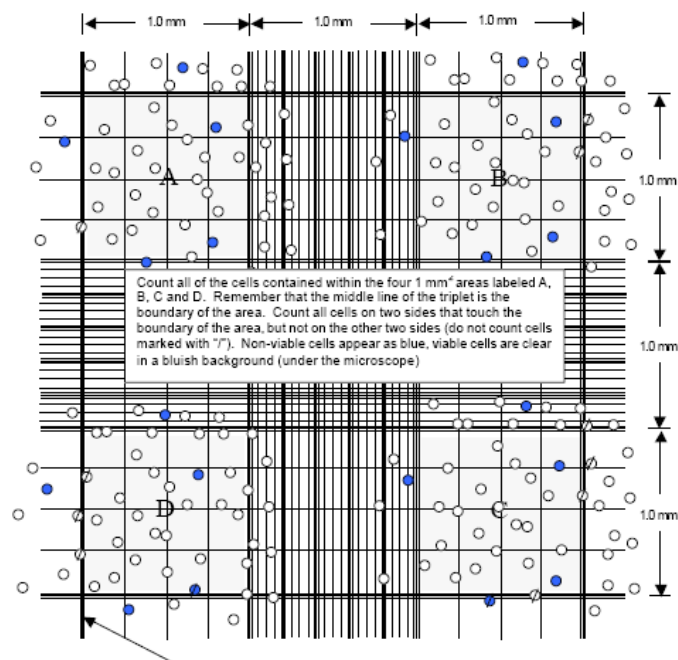 1.0 mm 1.0 mm 1.0 mm
A
B
1.0 mm
Count all of the cells contained within the four 1 mm² areas labeled A,
B, C and D. Remember that the middle line of the triplet is the
boundary of the area. Count all cells on two sides that touch the
boundary of the area, but not on the other two sides (do not count cells
marked with "/"). Non-viable cells appear as blue, viable cells are clear
in a bluish background (under the microscope)
1.0 mm
D
C
1.0 mm